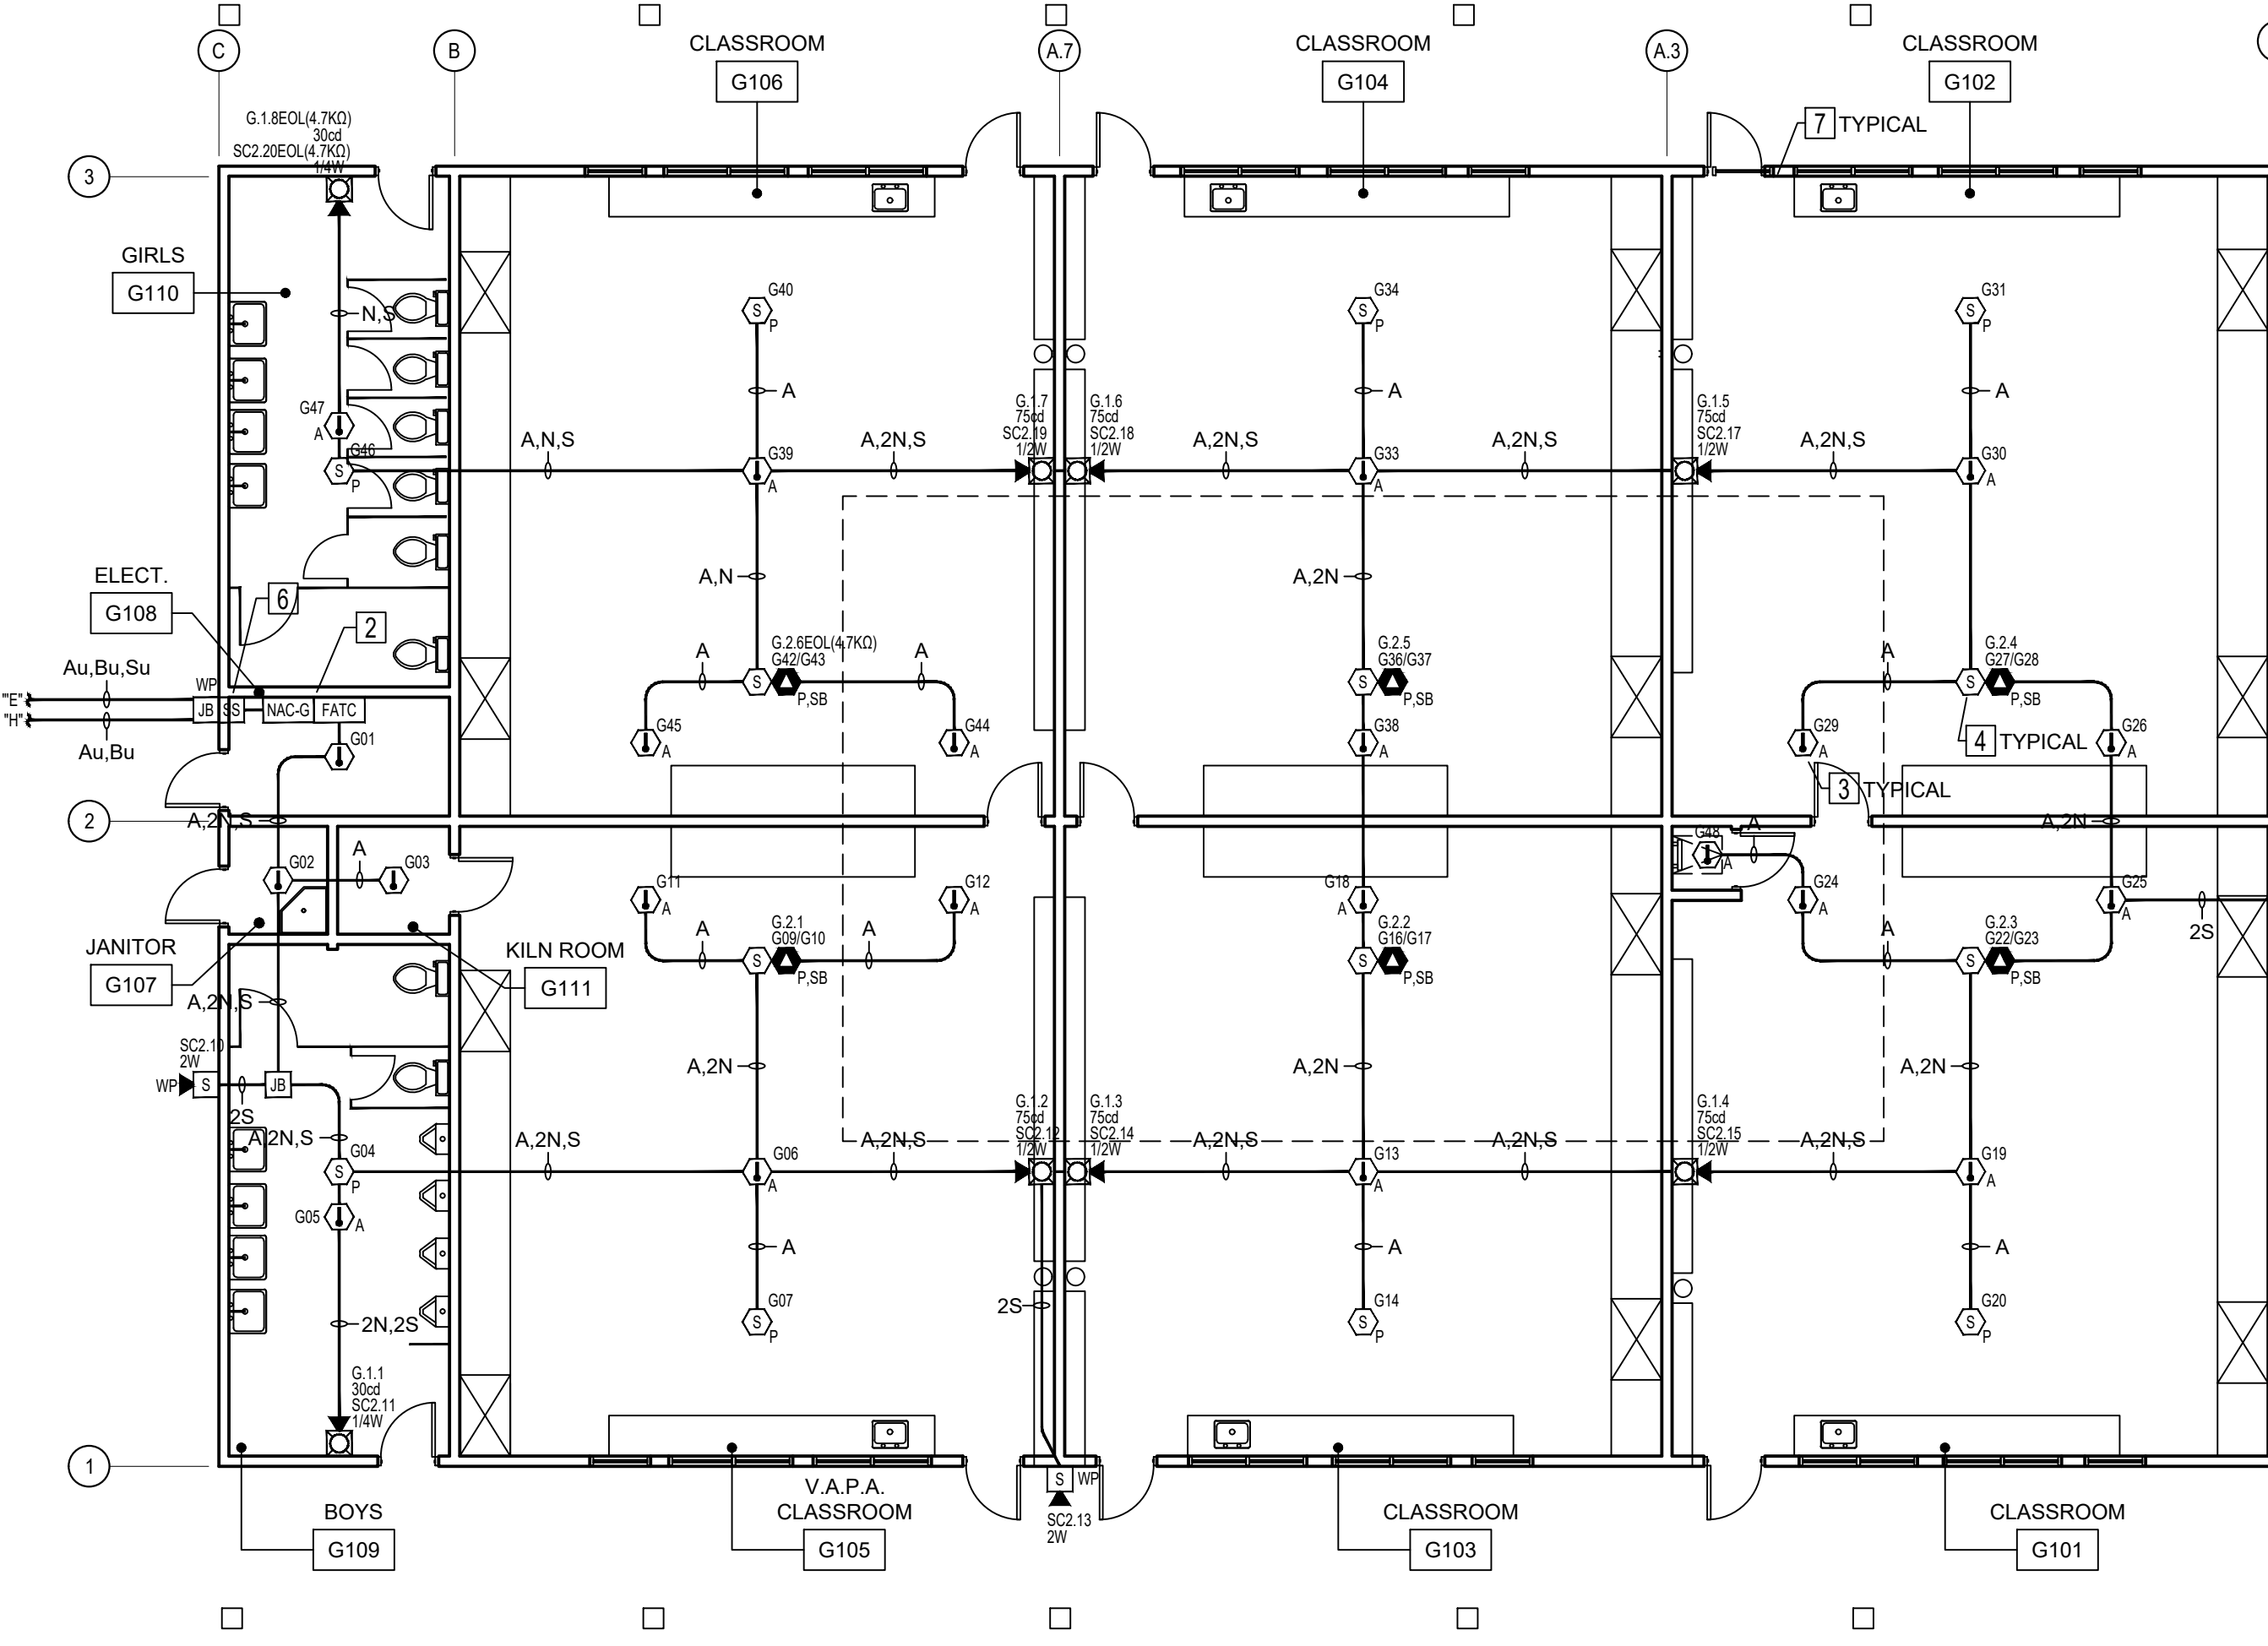 C
B
A.7
A.3
CLASSROOM
G106
CLASSROOM
G104
CLASSROOM
G102
7 TYPICAL
G.1.8EOL(4.7KΩ)
30cd
SC2.20EOL(4.7KΩ)
1/4W
3
GIRLS
G110
N,S
G47
A
G46
S
P
G40
S
P
A
A,N,S
A,2N,S
G39
A
G.1.7
75cd
SC2.19
1/2W
G.1.6
75cd
SC2.18
1/2W
G34
S
P
A
A,2N,S
A,2N,S
G33
A
G.1.5
75cd
SC2.17
1/2W
G31
S
P
A
A,2N,S
G30
A
ELECT.
G108
6
2
Au,Bu,Su
"E"
"H"
Au,Bu
WP
JB
SS
NAC-G
FATC
G01
A,N
G.2.6EOL(4.7KΩ)
G42/G43
S
P,SB
A
A
G45
A
G44
A
A,2N
G.2.5
G36/G37
S
P,SB
G38
A
G.2.4
G27/G28
S
P,SB
A
G29
A
G26
A
4 TYPICAL
3 TYPICAL
2
A,2N,S
A,2N
G02
A
G03
G11
A
G12
A
G18
A
G48
A
A
G24
A
G25
A
2S
JANITOR
G107
KILN ROOM
G111
A,2N,S
G.2.1
G09/G10
S
P,SB
A
A
G.2.2
G16/G17
S
P,SB
G.2.3
G22/G23
S
P,SB
A
SC2.10
2W
WP
S
JB
2S
A,2N,S
G04
S
P
G05
A
A,2N
A,2N
A,2N
A,2N,S
A,2N,S
G06
A
G.1.2
75cd
SC2.12
1/2W
G.1.3
75cd
SC2.14
1/2W
A,2N,S
A,2N,S
G13
A
G.1.4
75cd
SC2.15
1/2W
A,2N,S
G19
A
A
G07
S
P
2S
A
G14
S
P
A
G20
S
P
2N,2S
G.1.1
30cd
SC2.11
1/4W
1
BOYS
G109
V.A.P.A.
CLASSROOM
G105
S
WP
SC2.13
2W
CLASSROOM
G103
CLASSROOM
G101